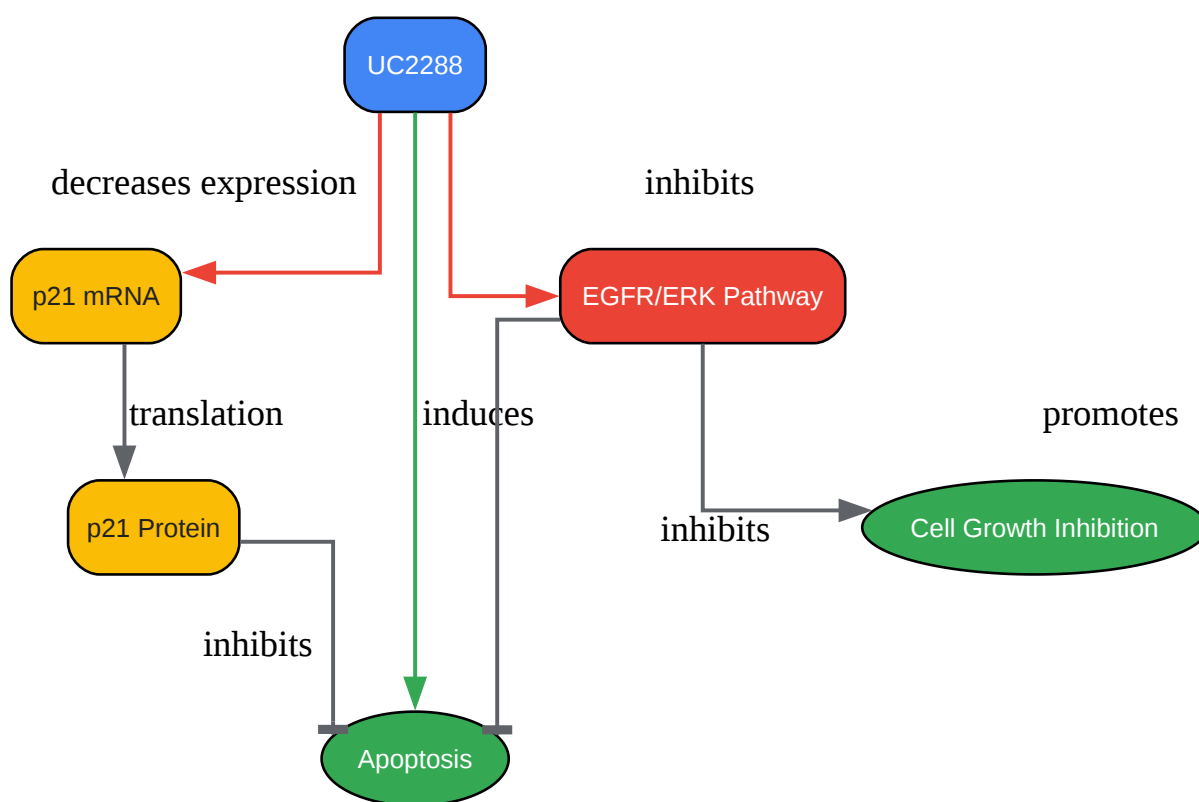 UC2288
decreases expression
inhibits
p21 mRNA
EGFR/ERK Pathway
translation
induces
promotes
p21 Protein
inhibits
Cell Growth Inhibition
inhibits
Apoptosis